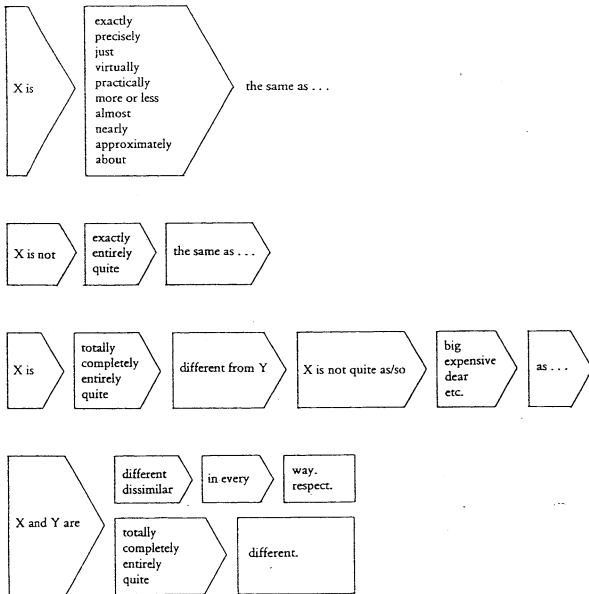 X is
exactly
precisely
just
virtually
practically
more or less
almost
nearly
approximately
about
the same as . . .
X is not
exactly
entirely
quite
the same as . . .
X is
totally
completely
entirely
quite
different from Y
X is not quite as/so
big
expensive
dear
etc.
as . . .
X and Y are
different
dissimilar
in every
way.
respect.
totally
completely
entirely
quite
different.